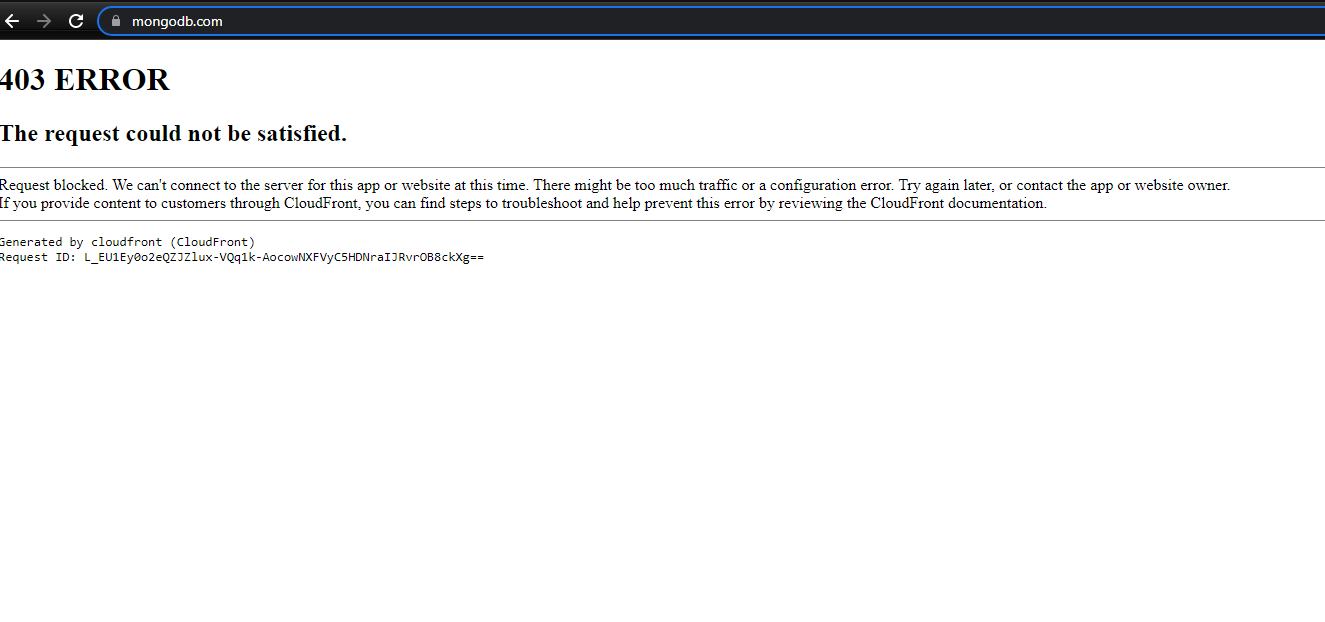 mongodb.com
403 ERROR
The request could not be satisfied.
Request blocked. We can't connect to the server for this app or website at this time. There might be too much traffic or a configuration error. Try again later, or contact the app or website owner.
If you provide content to customers through CloudFront, you can find steps to troubleshoot and help prevent this error by reviewing the CloudFront documentation.
Generated by cloudfront (CloudFront)
Request ID: L_EU1Ey0o2eQZJZlux-VQq1k-AocowNXFVyC5HDNraIJRvrOB8ckXg==